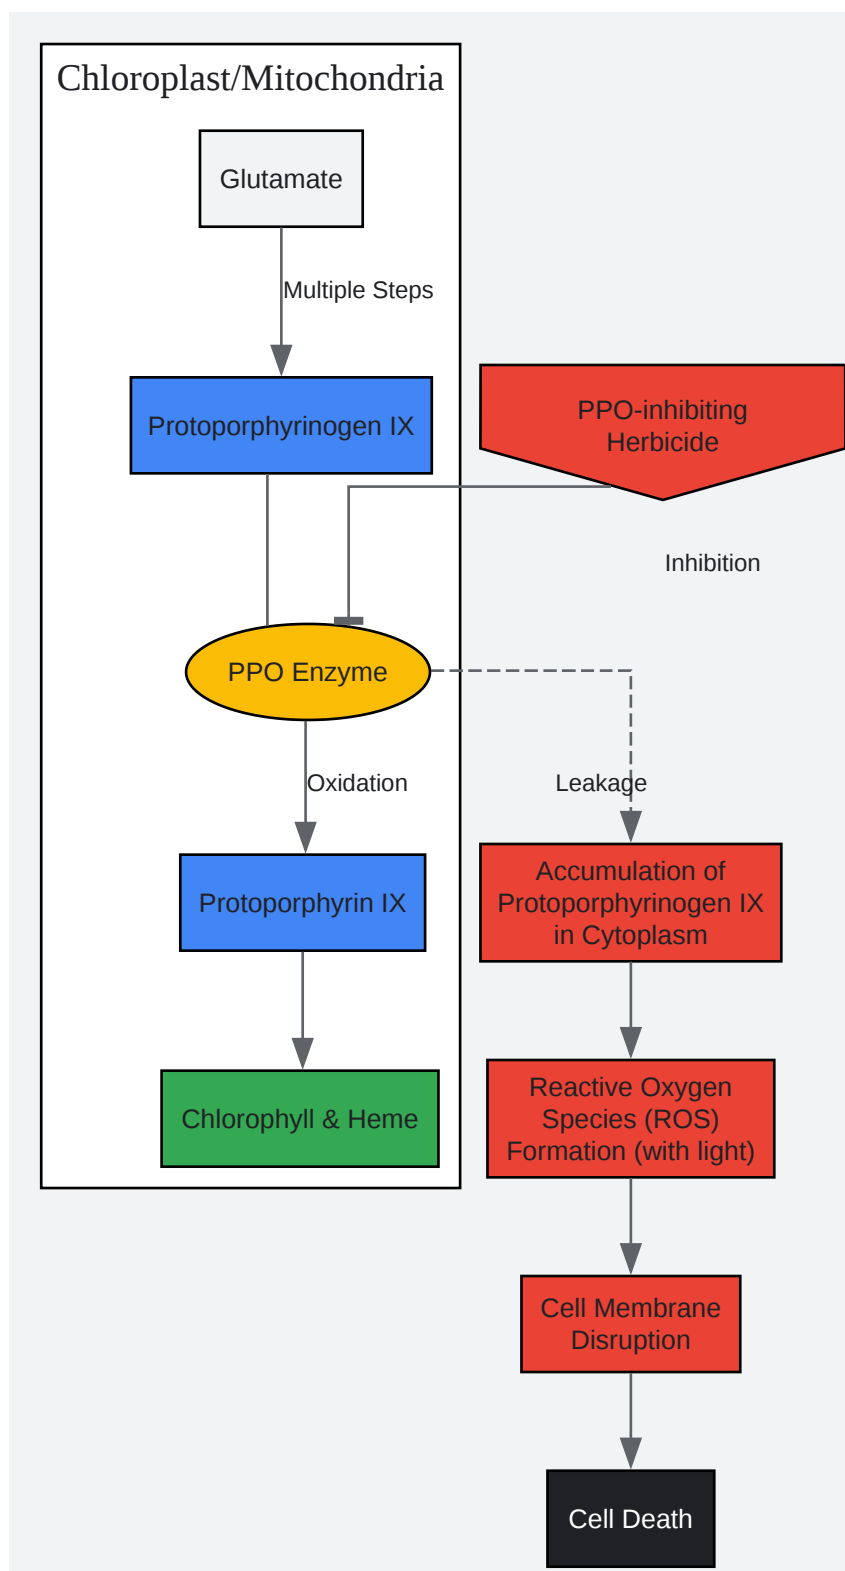 Chloroplast/Mitochondria
Glutamate
Multiple Steps
Protoporphyrinogen IX
PPO-inhibiting
Herbicide
Inhibition
PPO Enzyme
Oxidation
Leakage
Protoporphyrin IX
Accumulation of
Protoporphyrinogen IX
in Cytoplasm
Chlorophyll & Heme
Reactive Oxygen
Species (ROS)
Formation (with light)
Cell Membrane
Disruption
Cell Death